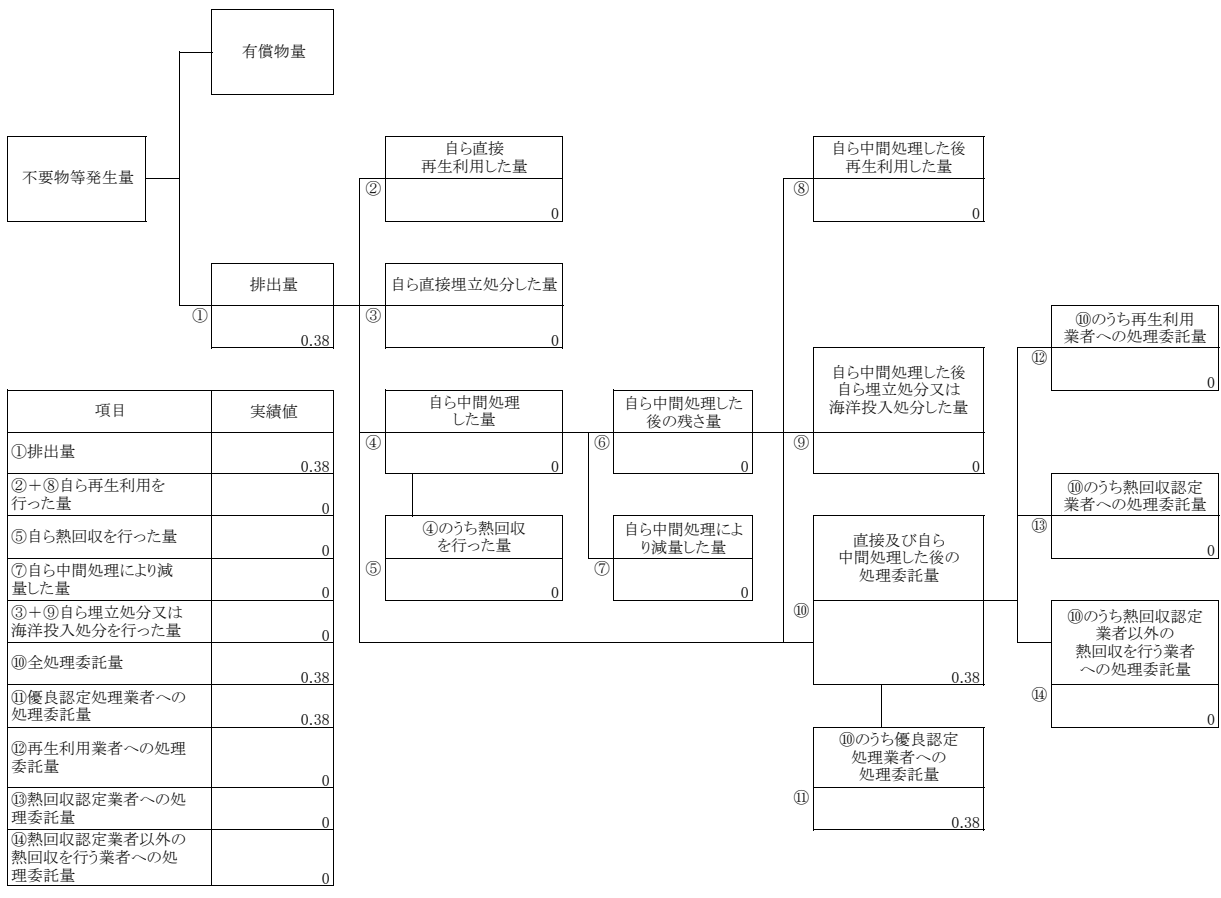 有償物量
不要物等発生量
排出量
①
0.38
自ら直接
再生利用した量
②
0
自ら直接埋立処分した量
③
0
自ら中間処理
した量
④
0
④のうち熱回収
を行った量
⑤
0
自ら中間処理した
後の残さ量
⑥
0
自ら中間処理によ
り減量した量
⑦
0
自ら中間処理した後
再生利用した量
⑧
0
自ら中間処理した後
自ら埋立処分又は
海洋投入処分した量
⑨
0
直接及び自ら
中間処理した後の
処理委託量
⑩
0.38
⑩のうち優良認定
処理業者への
処理委託量
⑪
0.38
⑩のうち再生利用
業者への処理委託量
⑫
0
⑩のうち熱回収認定
業者への処理委託量
⑬
0
⑩のうち熱回収認定
業者以外の
熱回収を行う業者
への処理委託量
⑭
0
項目 実績値
①排出量
0.38
②＋⑧自ら再生利用を
行った量
0
⑤自ら熱回収を行った量
0
⑦自ら中間処理により減
量した量
0
③＋⑨自ら埋立処分又は
海洋投入処分を行った量
0
⑩全処理委託量
0.38
⑪優良認定処理業者への
処理委託量
0.38
⑫再生利用業者への処理
委託量
0
⑬熱回収認定業者への処
理委託量
0
⑭熱回収認定業者以外の
熱回収を行う業者への処
理委託量
0